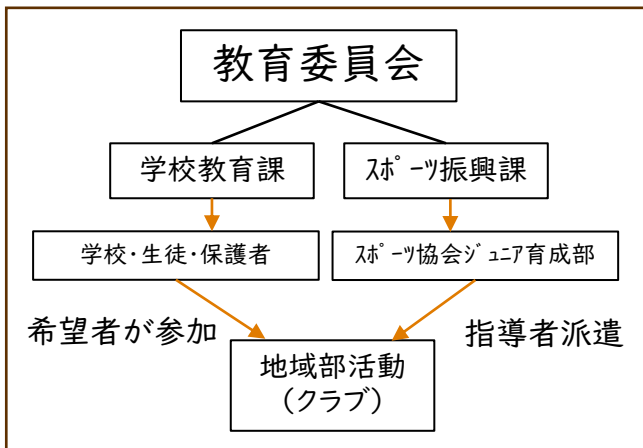 教育委員会
学校教育課
ｽﾎﾟｰﾂ振興課
学校･生徒･保護者
ｽﾎﾟｰﾂ協会ｼﾞｭﾆｱ育成部
希望者が参加
指導者派遣
地域部活動
(クラブ)